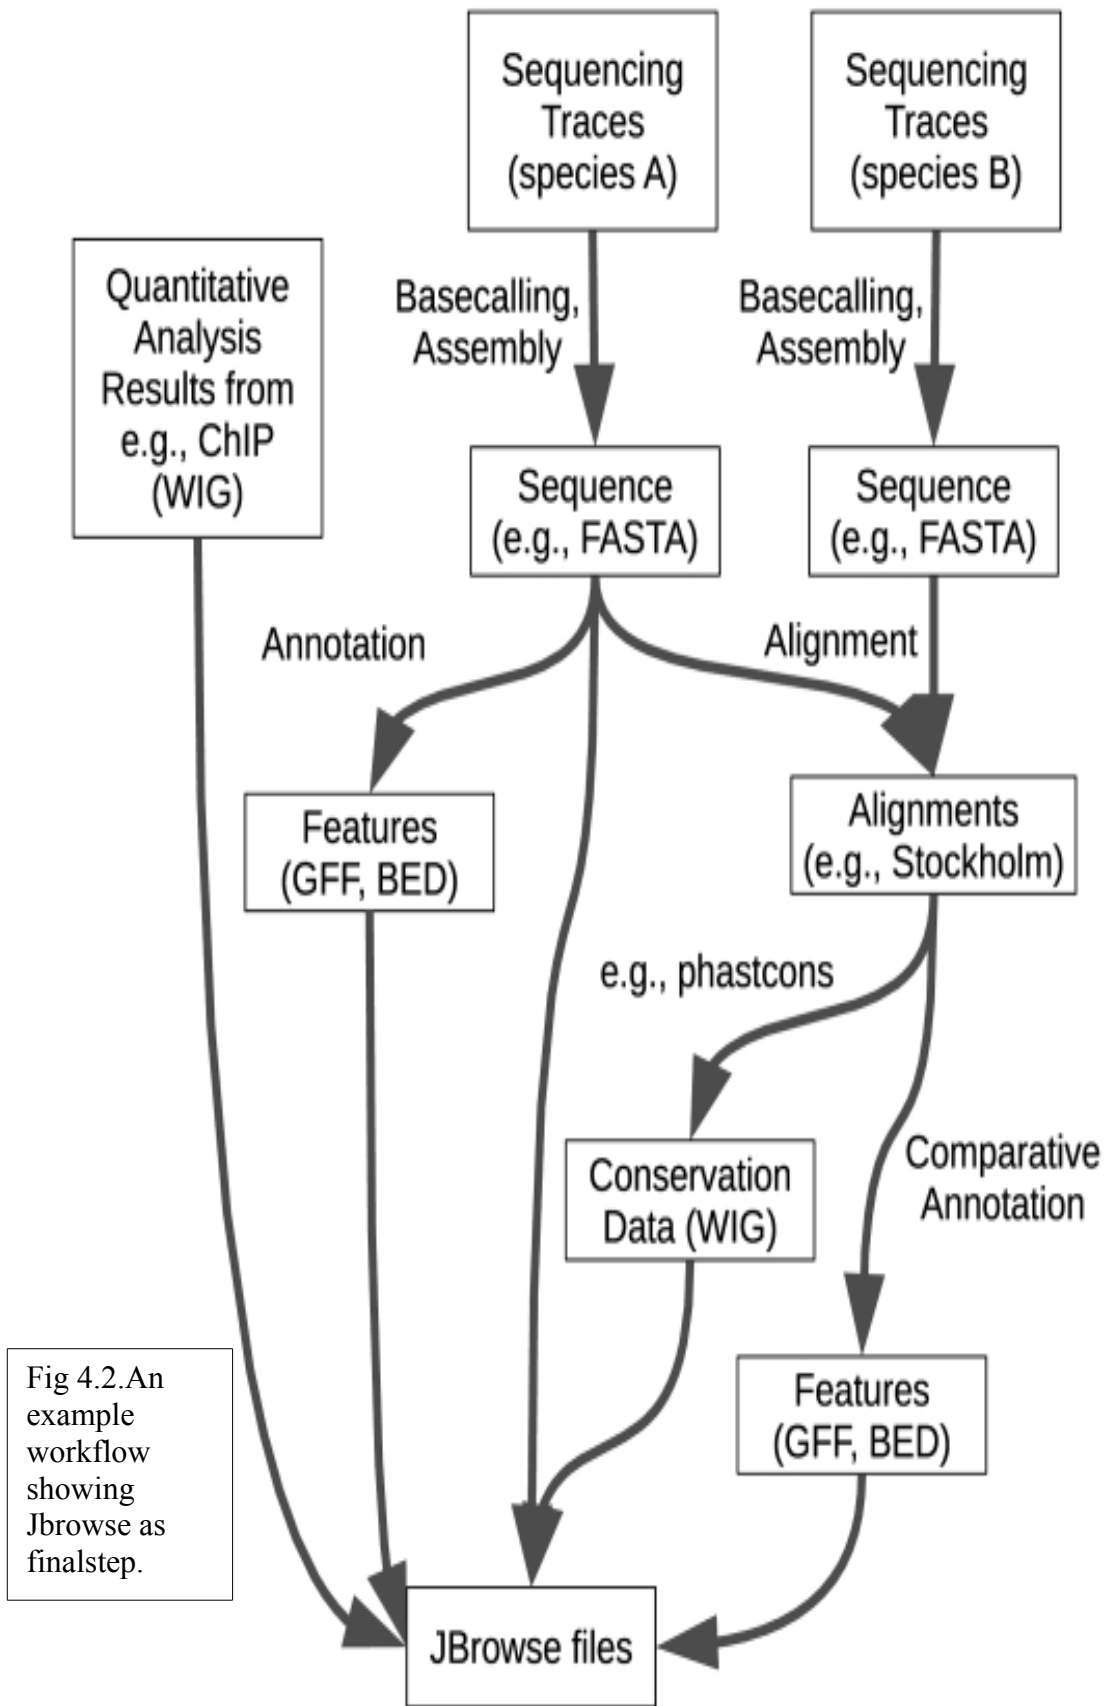 Sequencing
Traces
(species A)
Sequencing
Traces
(species B)
Quantitative
Analysis
Results from
e.g., ChIP
(WIG)
Basecalling,
Assembly
Basecalling,
Assembly
Sequence
(e.g., FASTA)
Sequence
(e.g., FASTA)
Annotation
Alignment
Features
(GFF, BED)
Alignments
(e.g., Stockholm)
e.g., phastcons
Conservation
Data (WIG)
Comparative
Annotation
Features
(GFF, BED)
Fig 4.2.An
example
workflow
showing
Jbrowse as
finalstep.
JBrowse files